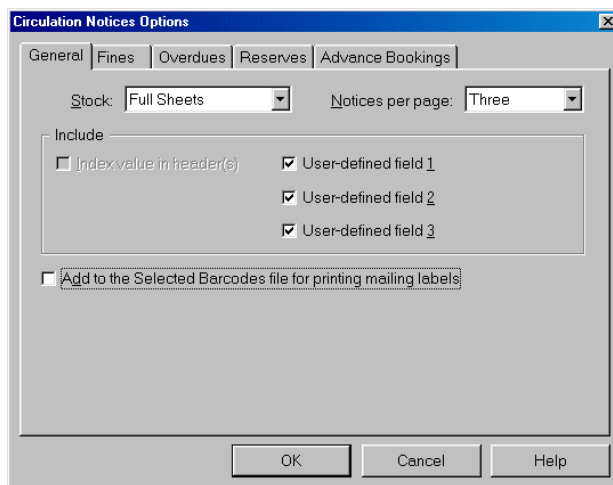 Circulation Notices Options
General Fines Overdues Reserves Advance Bookings
Stock: Full Sheets Notices per page: Three
Include
Index value in header(s) User-defined field 1
User-defined field 2
User-defined field 3
Add to the Selected Barcodes file for printing mailing labels
OK Cancel Help